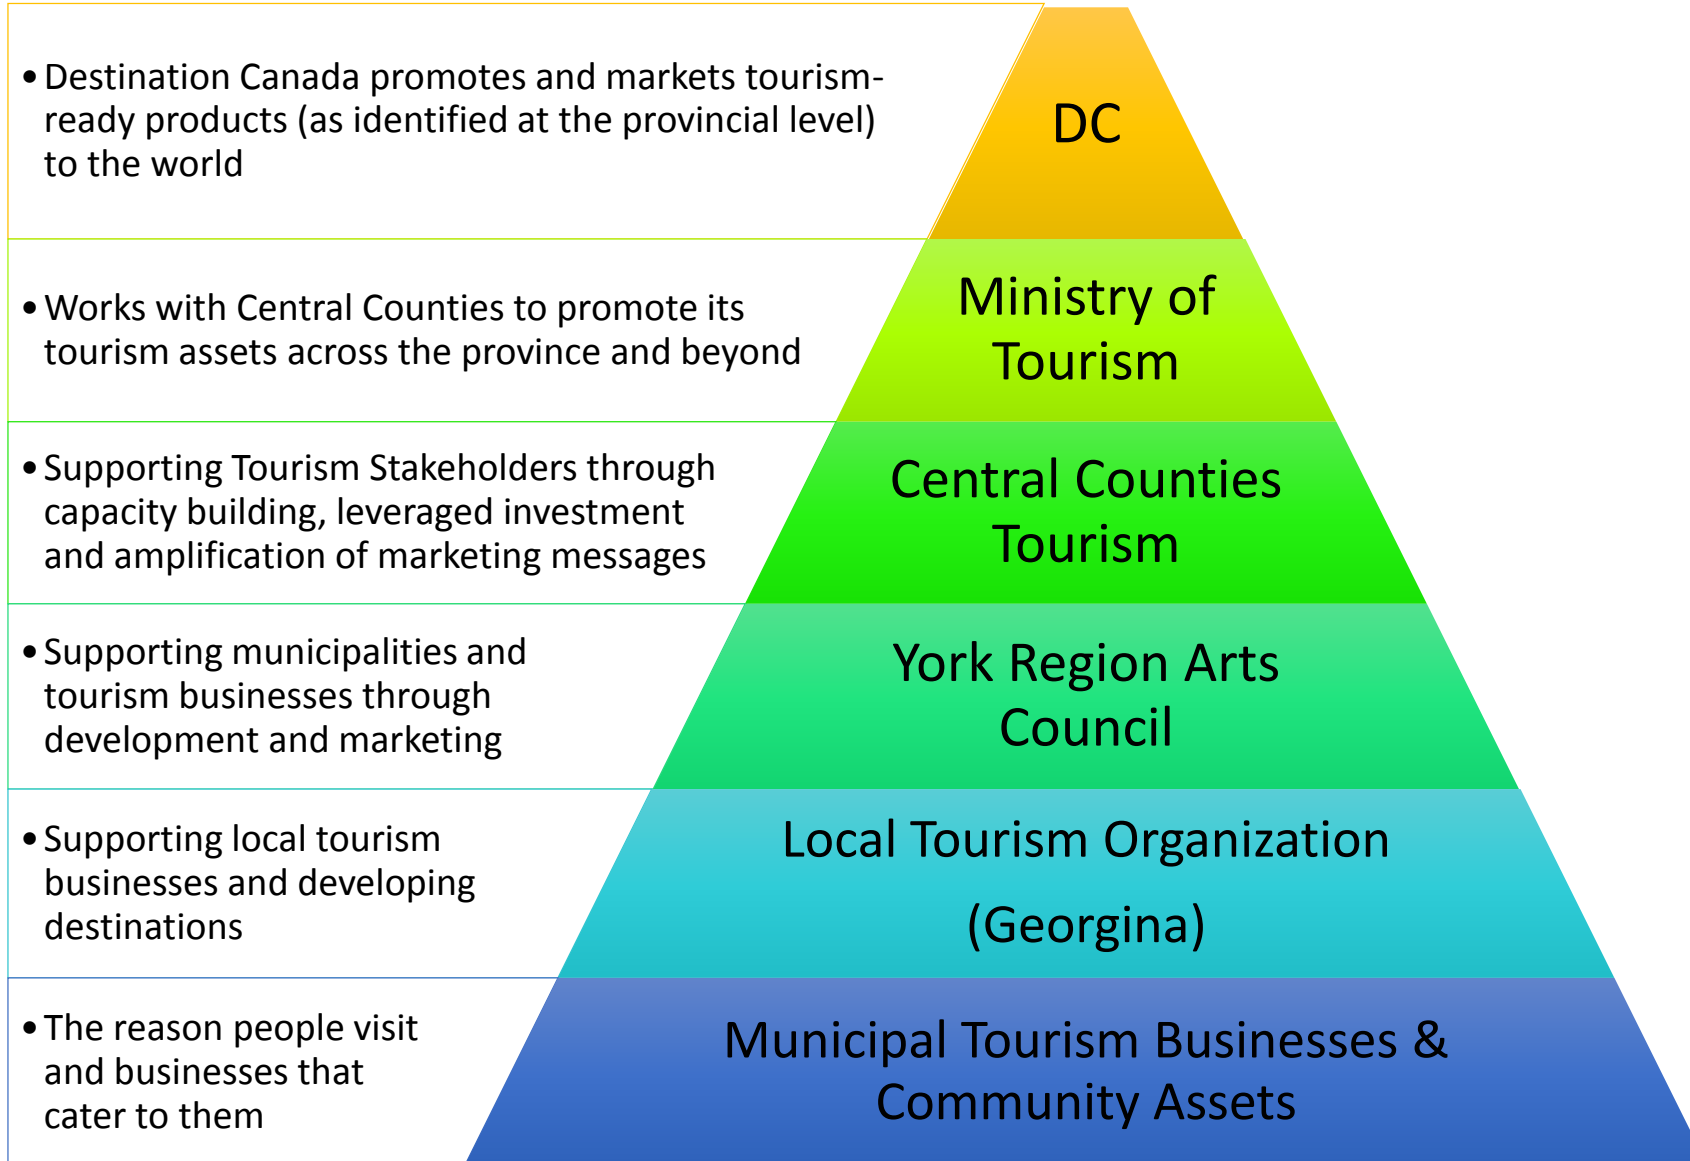 • Destination Canada promotes and markets tourism-
ready products (as identified at the provincial level)
to the world
DC
• Works with Central Counties to promote its
tourism assets across the province and beyond
Ministry of
Tourism
• Supporting Tourism Stakeholders through
capacity building, leveraged investment
and amplification of marketing messages
Central Counties
Tourism
• Supporting municipalities and
tourism businesses through
development and marketing
York Region Arts
Council
• Supporting local tourism
businesses and developing
destinations
Local Tourism Organization
(Georgina)
• The reason people visit
and businesses that
cater to them
Municipal Tourism Businesses &
Community Assets